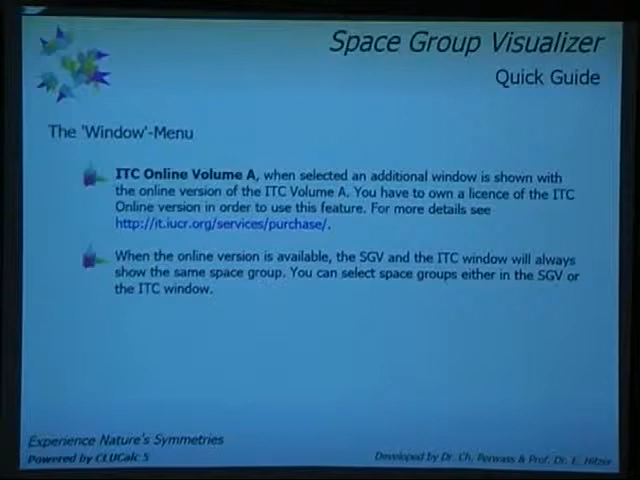 Space Group Visualizer
Quick Guide
The 'Window'-Menu
ITC Online Volume A, when selected an additional window is shown with
the online version of the ITC Volume A. You have to own a licence of the ITC
Online version in order to use this feature. For more details see
http://it.iucr.org/services/purchase/.
When the online version is available, the SGV and the ITC window will always
show the same space group. You can select space groups either in the SGV or
the ITC window.
Experience Nature's Symmetries
Powered by CLUCalc 5
Developed by Dr. Ch. Perwass & Prof. Dr. E. Hitzer